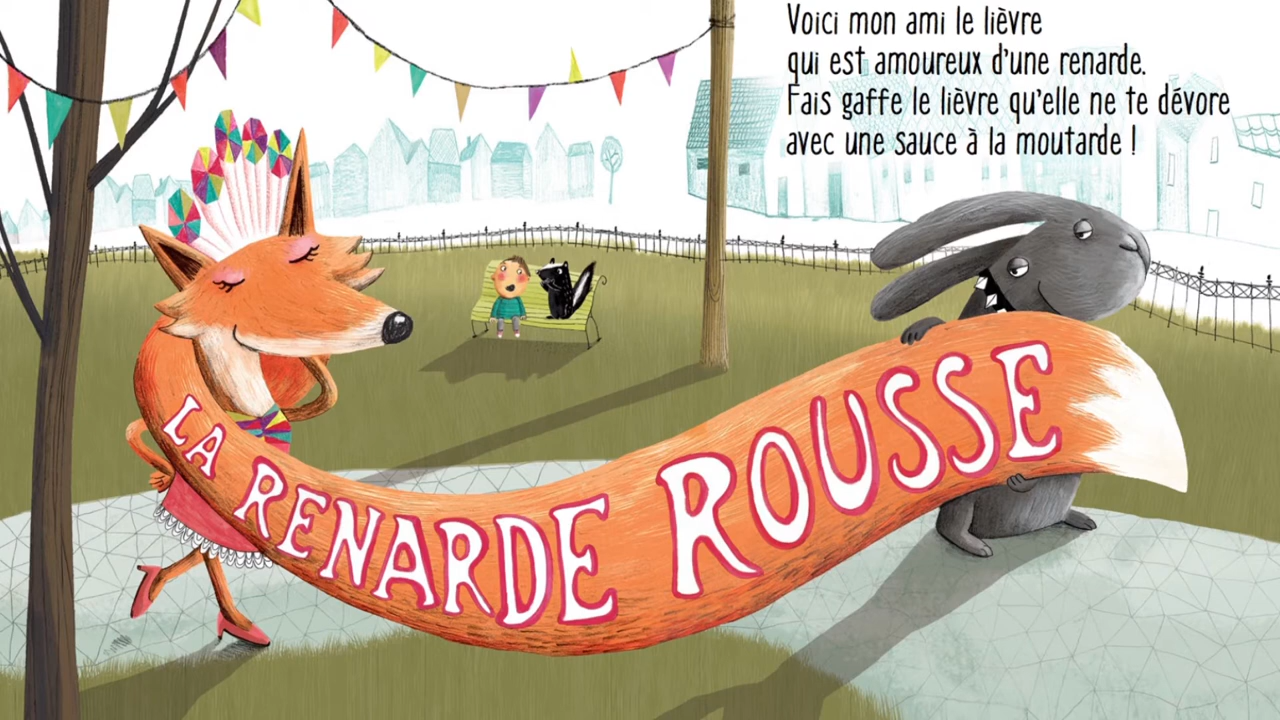 Voici mon ami le lièvre
qui est amoureux d'une renarde.
Fais gaffe le lièvre qu'elle ne te dévore
avec une sauce à la moutarde !
LA RENARDE ROUSSE